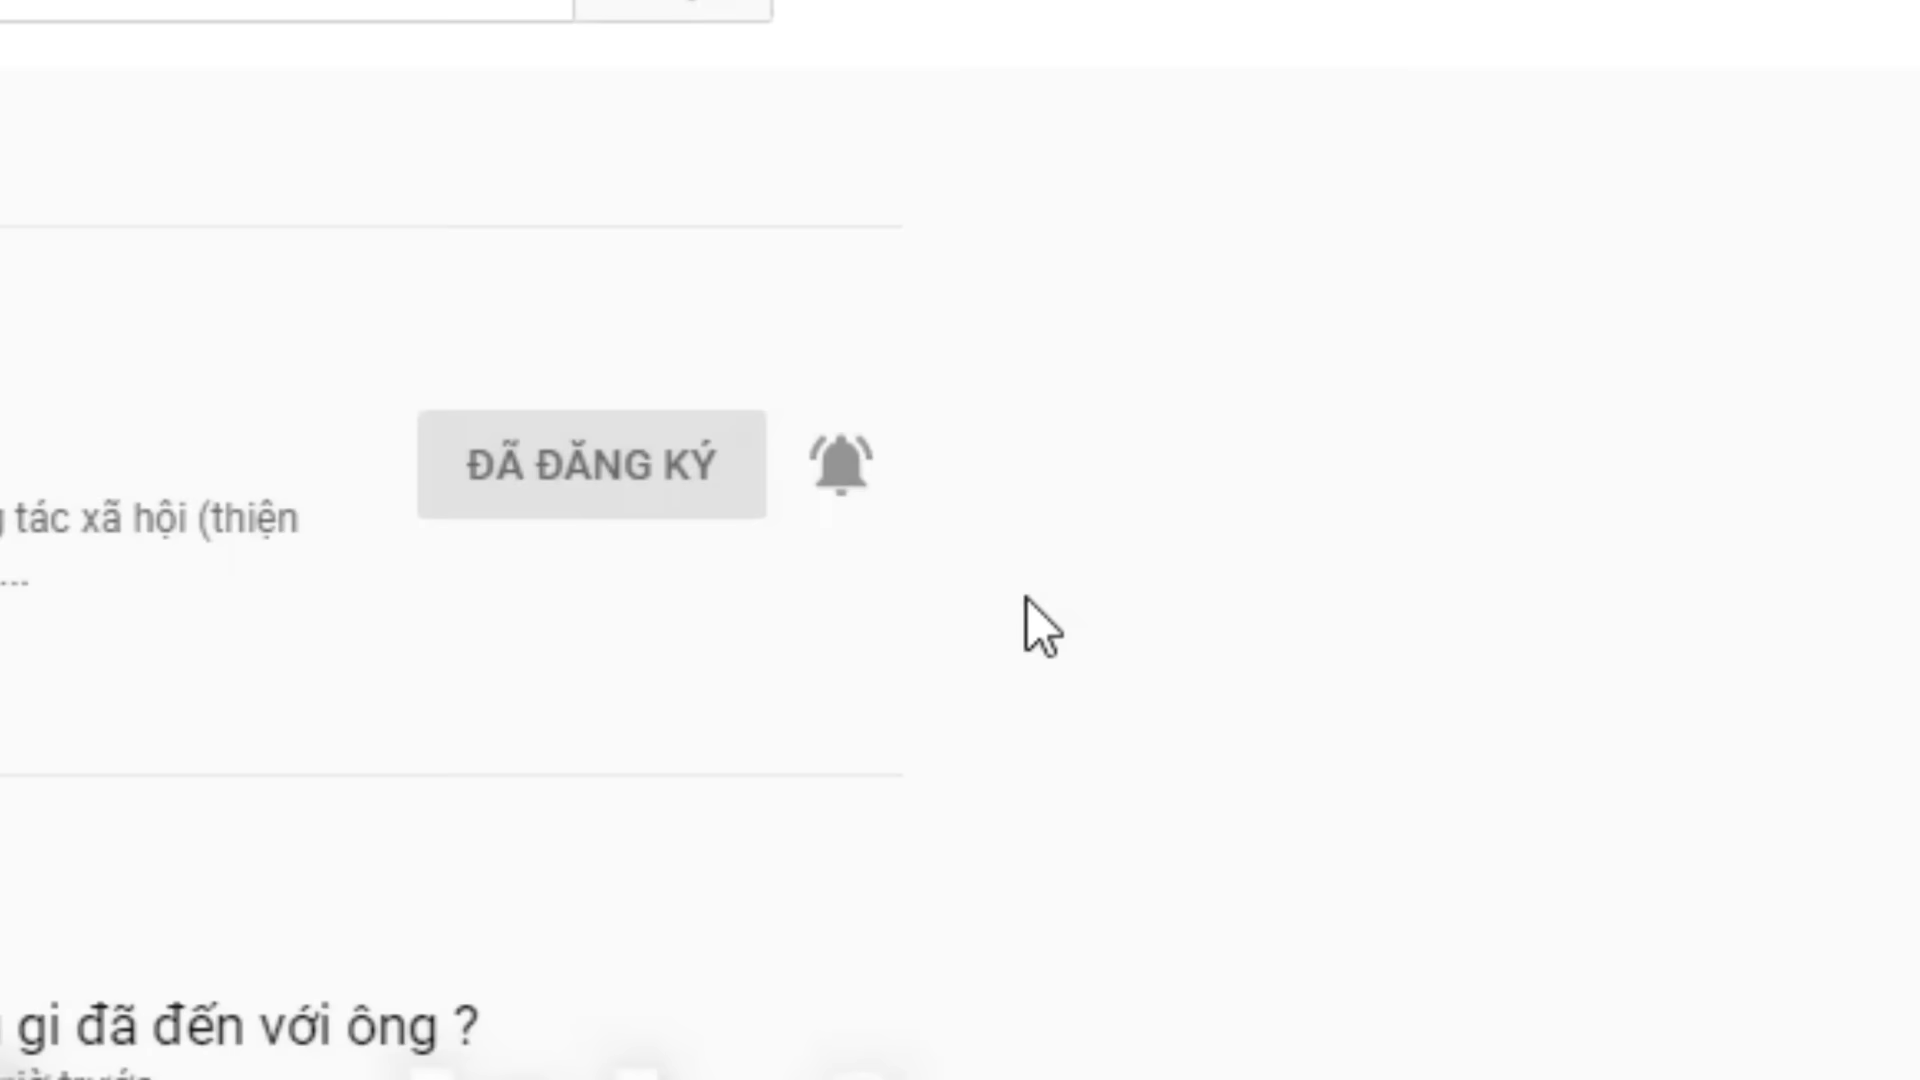 ĐÃ ĐĂNG KÝ
tác xã hội (thiện
...
gi đã đến với ông ?